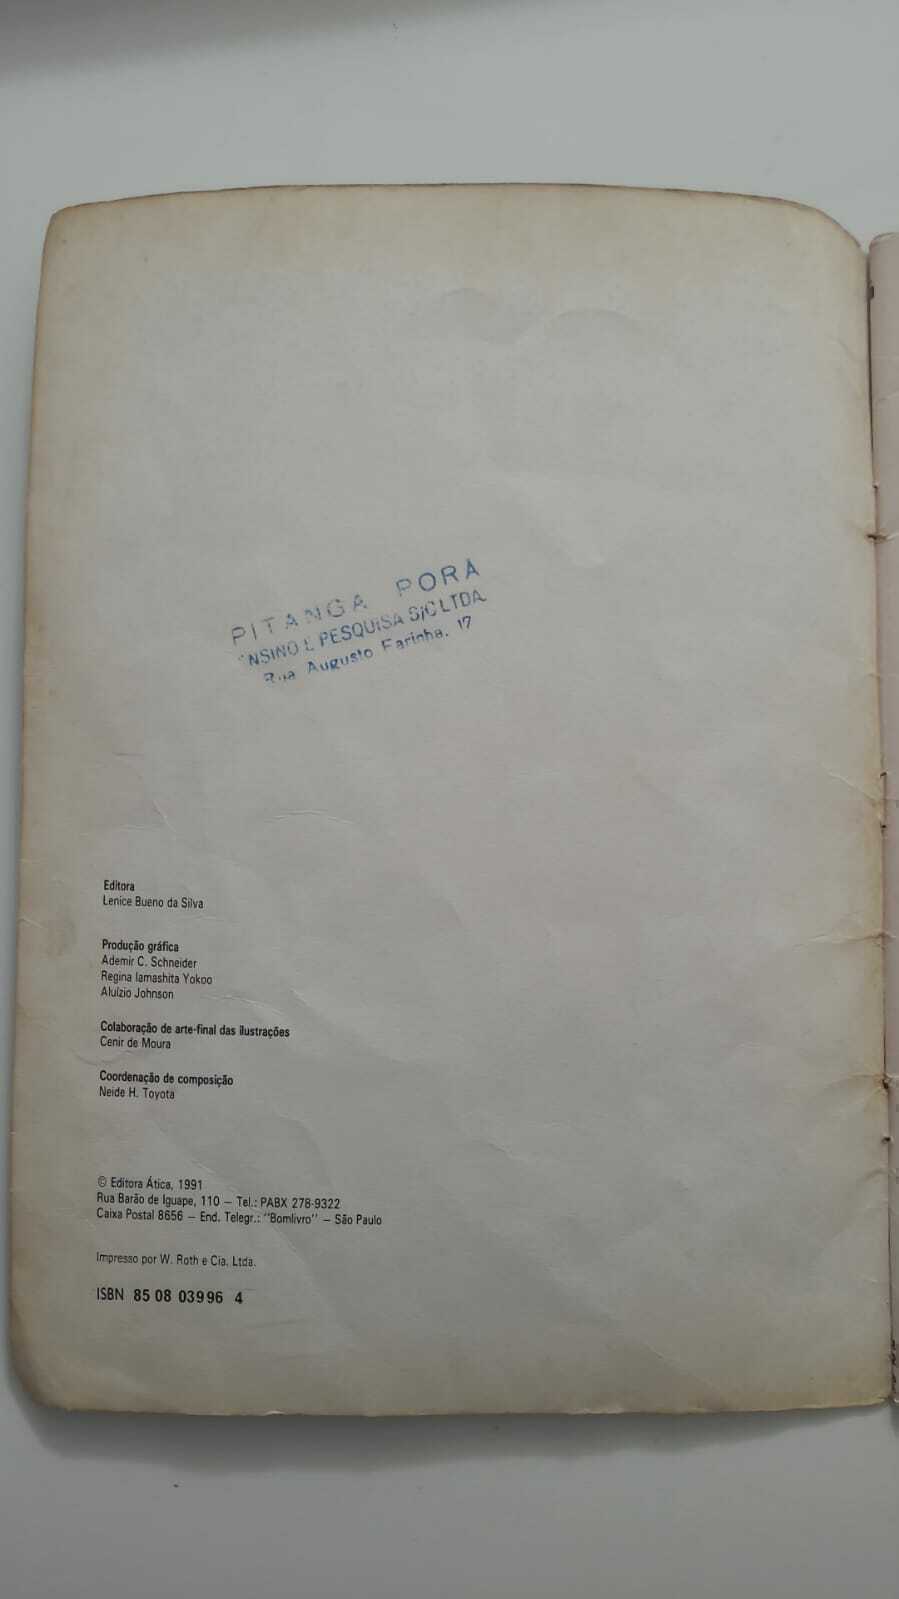 PITANGA PORÃ
ENSINO E PESQUISA S/C LTDA.
Rua Augusto Farinha, 17
Editora
Lenice Bueno da Silva
Produção gráfica
Ademir C. Schneider
Regina Iamashita Yokoo
Aluízio Johnson
Colaboração de arte-final das ilustrações
Cenir de Moura
Coordenação de composição
Neide H. Toyota
© Editora Ática, 1991
Rua Barão de Iguape, 110 — Tel.: PABX 278-9322
Caixa Postal 8656 — End. Telegr.: "Bomlivro" — São Paulo
Impresso por W. Roth e Cia. Ltda.
ISBN 85 08 03996 4